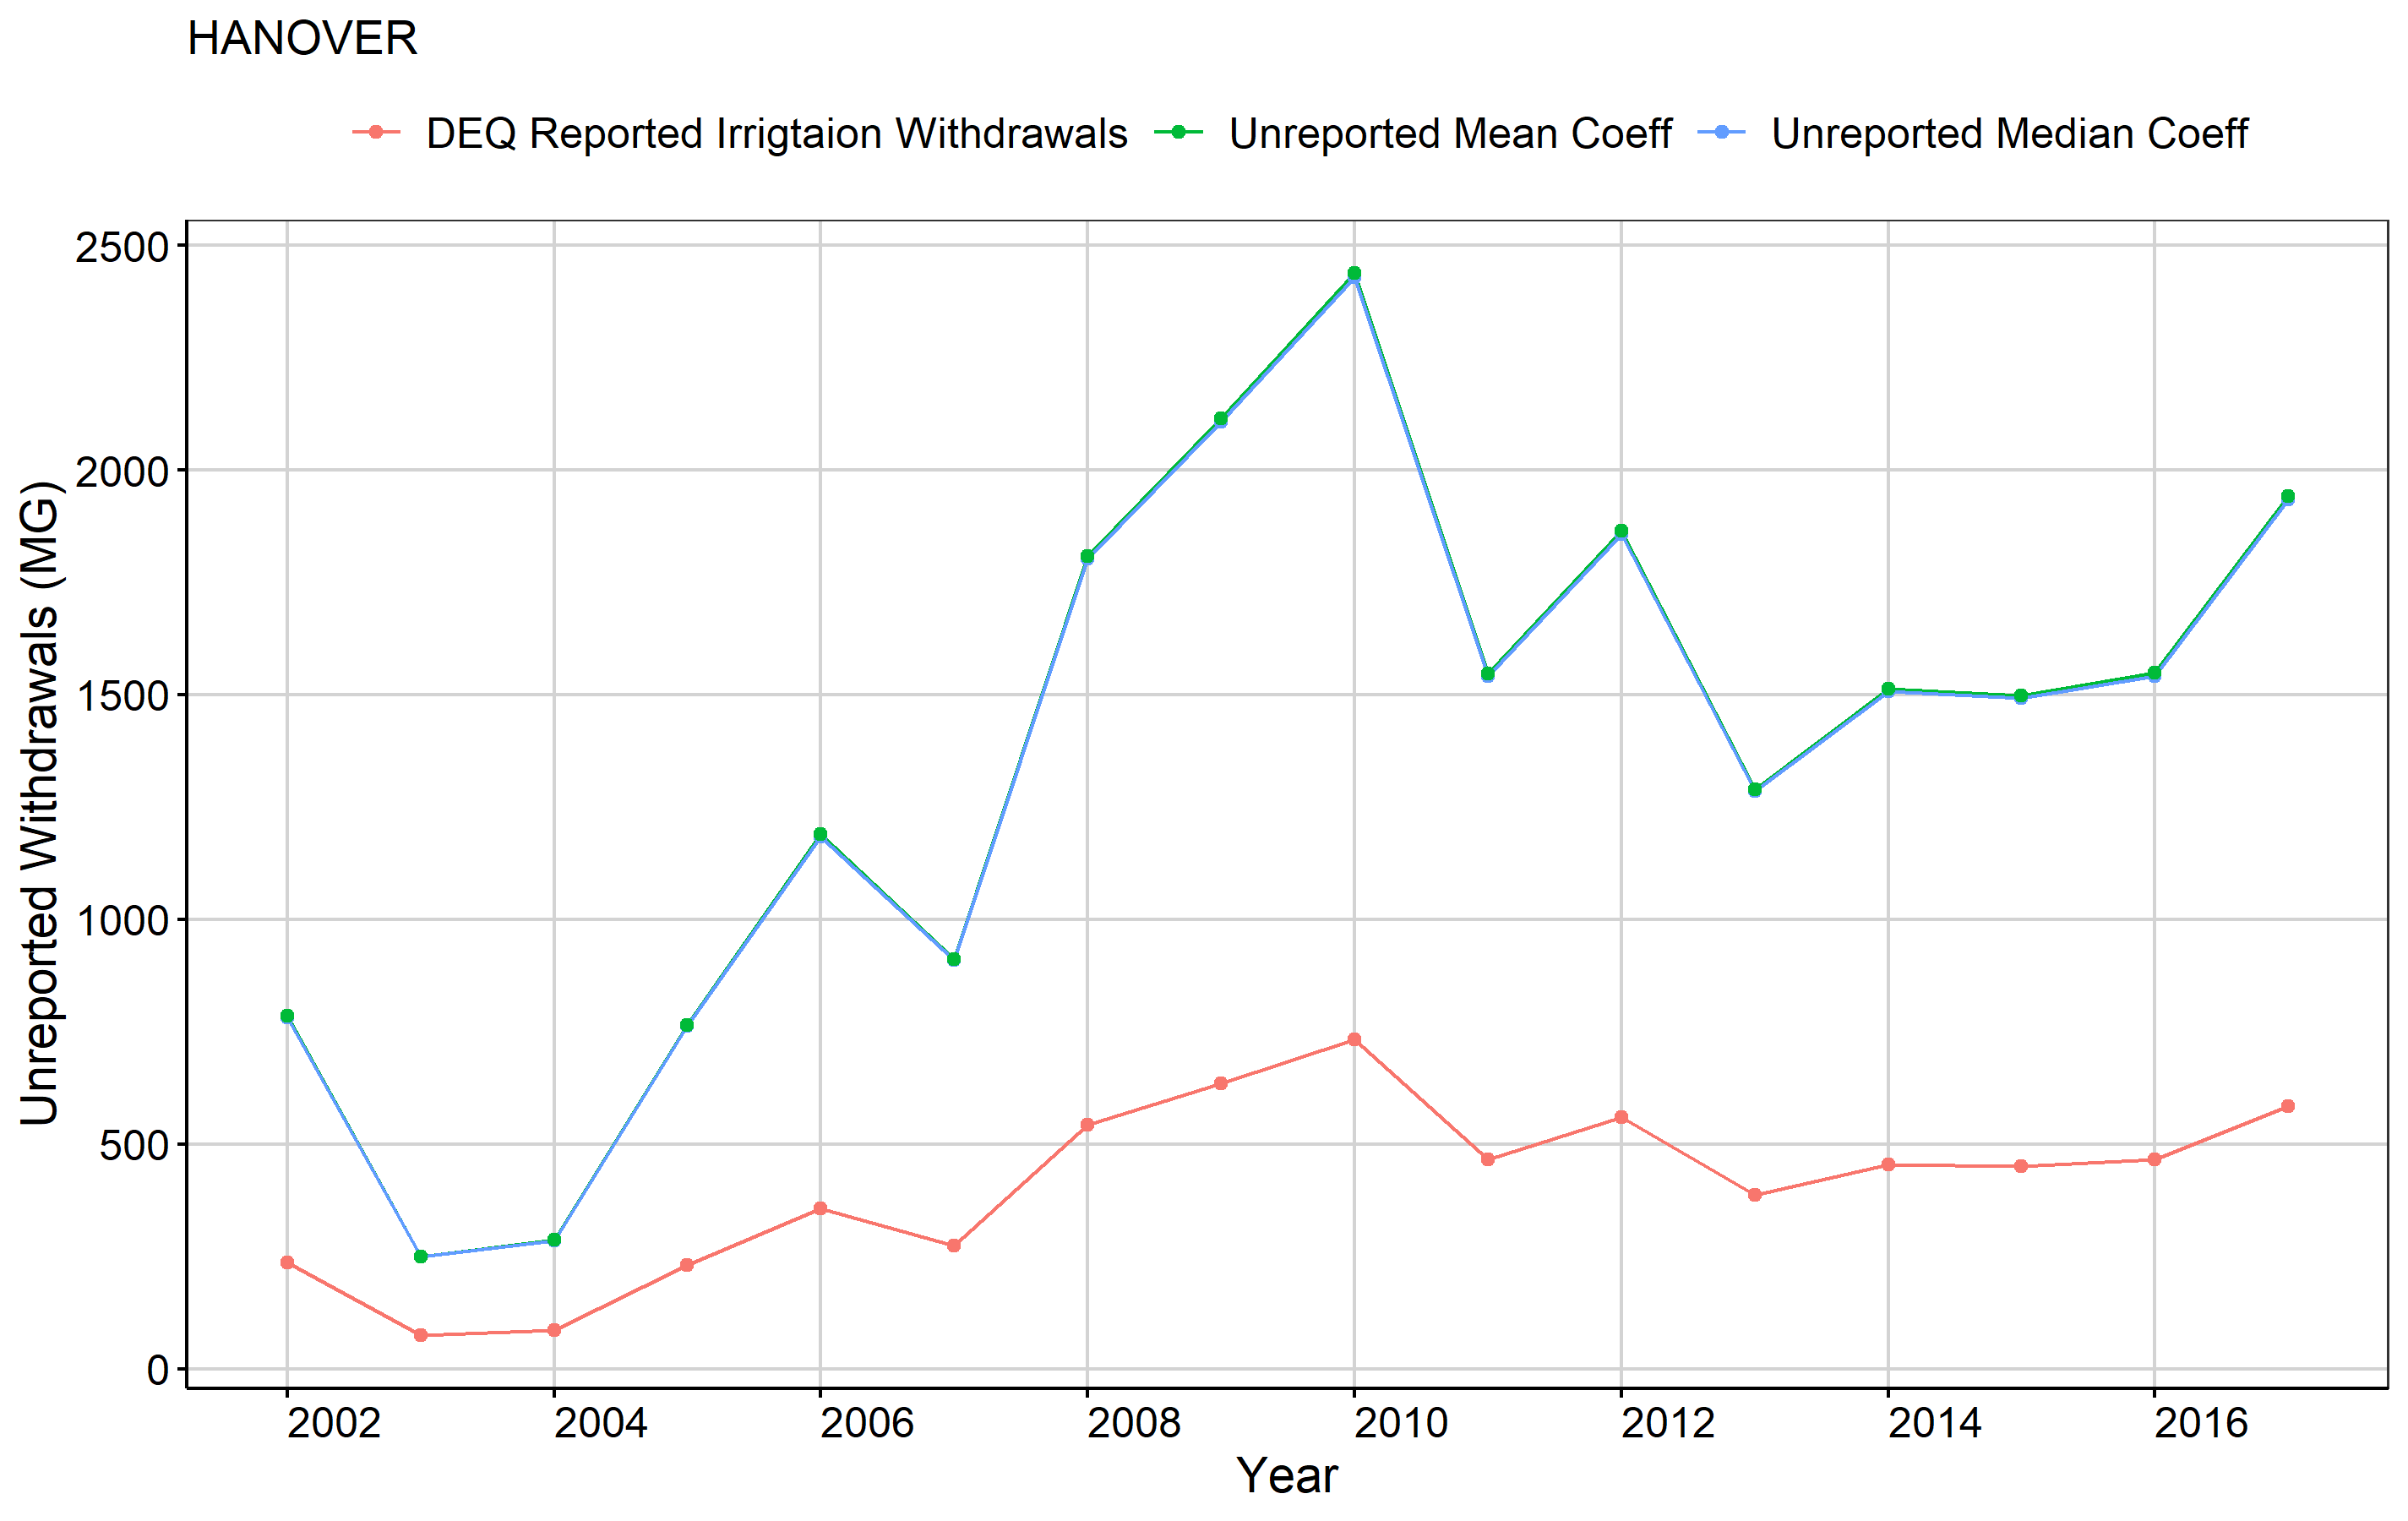 HANOVER
DEQ Reported Irrigtaion Withdrawals Unreported Mean Coeff Unreported Median Coeff
Unreported Withdrawals (MG)
2500
2000
1500
1000
500
0
2002 2004 2006 2008 2010 2012 2014 2016
Year